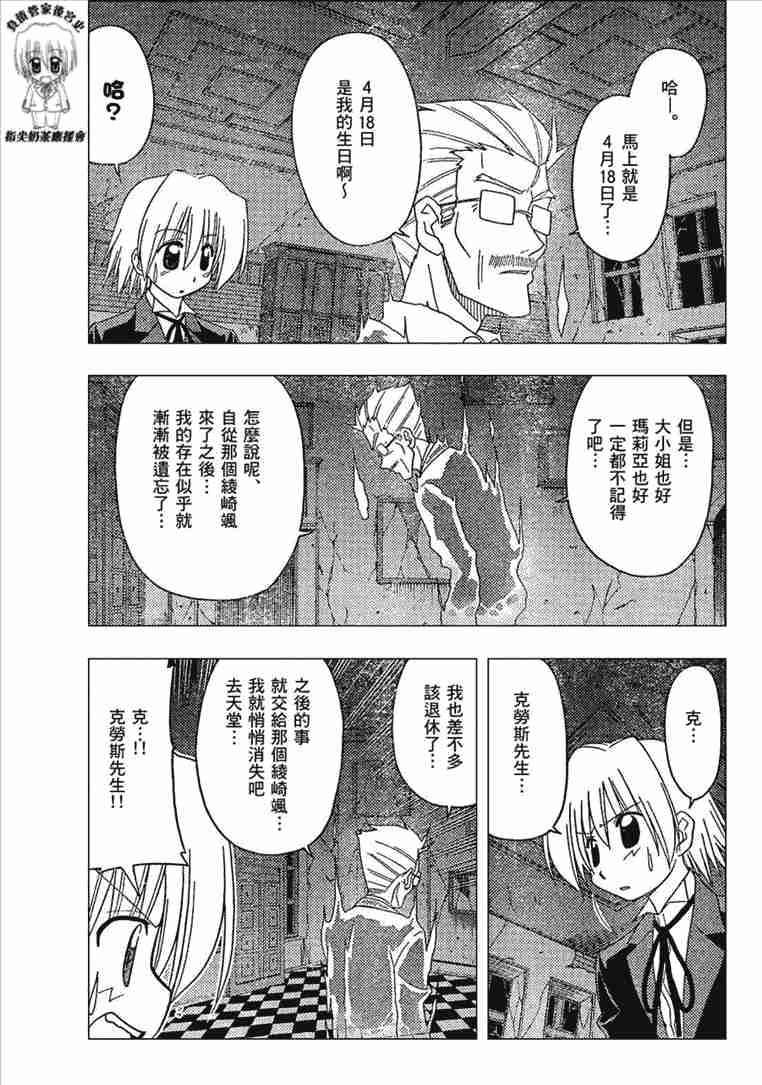 負債管家後宮史
指尖奶茶應援會
哈—。
馬上就是
4月18日了…
4月18日
是我的生日啊～
啥？
但是…
大小姐也好
瑪莉亞也好
一定都不記得
了吧…
怎麼說呢、
自從那個綾崎颯
來了之後…
我的存在似乎就
漸漸被遺忘了…
克…
克勞斯先生…
我也差不多
該退休了…
之後的事
就交給那個綾崎颯…
我就悄悄消失吧
去天堂…
克…!!
克勞斯先生!!